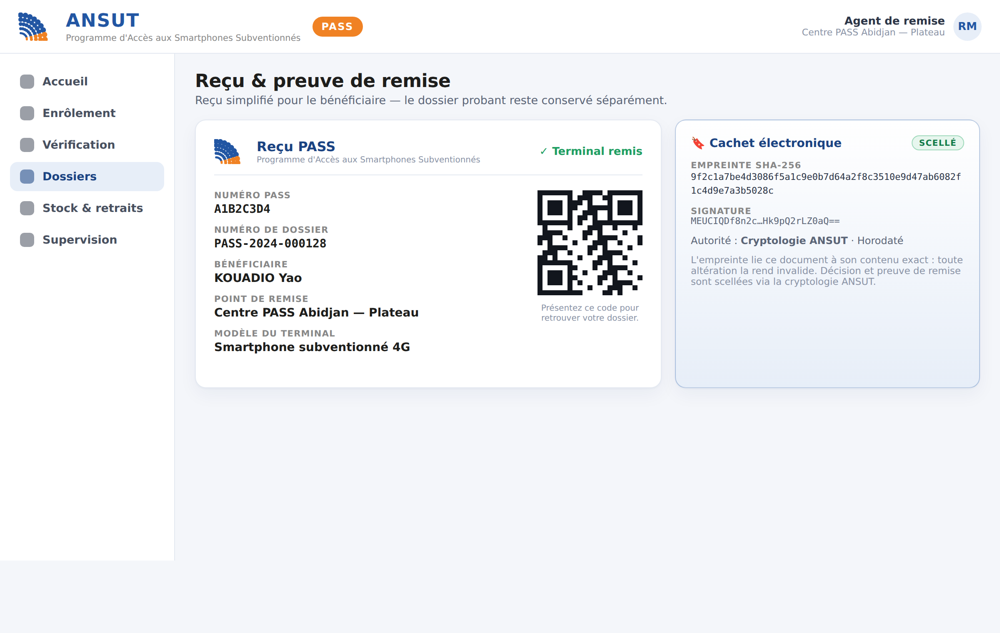 ANSUT
Programme d'Accès aux Smartphones Subventionnés
PASS
Agent de remise
Centre PASS Abidjan — Plateau
RM
Accueil
Enrôlement
Vérification
Dossiers
Stock & retraits
Supervision
Reçu & preuve de remise
Reçu simplifié pour le bénéficiaire — le dossier probant reste conservé séparément.
Reçu PASS
Programme d'Accès aux Smartphones Subventionnés
✓ Terminal remis
NUMÉRO PASS
A1B2C3D4
NUMÉRO DE DOSSIER
PASS-2024-000128
BÉNÉFICIAIRE
KOUADIO Yao
POINT DE REMISE
Centre PASS Abidjan — Plateau
MODÈLE DU TERMINAL
Smartphone subventionné 4G
Présentez ce code pour
retrouver votre dossier.
Cachet électronique
SCELLÉ
EMPREINTE SHA-256
9f2c1a7be4d3086f5a1c9e0b7d64a2f8c3510e9d47ab6082f
1c4d9e7a3b5028c
SIGNATURE
MEUCIQDf8n2c…Hk9pQ2rLZ0aQ==
Autorité : Cryptologie ANSUT · Horodaté
L'empreinte lie ce document à son contenu exact : toute
altération la rend invalide. Décision et preuve de remise
sont scellées via la cryptologie ANSUT.